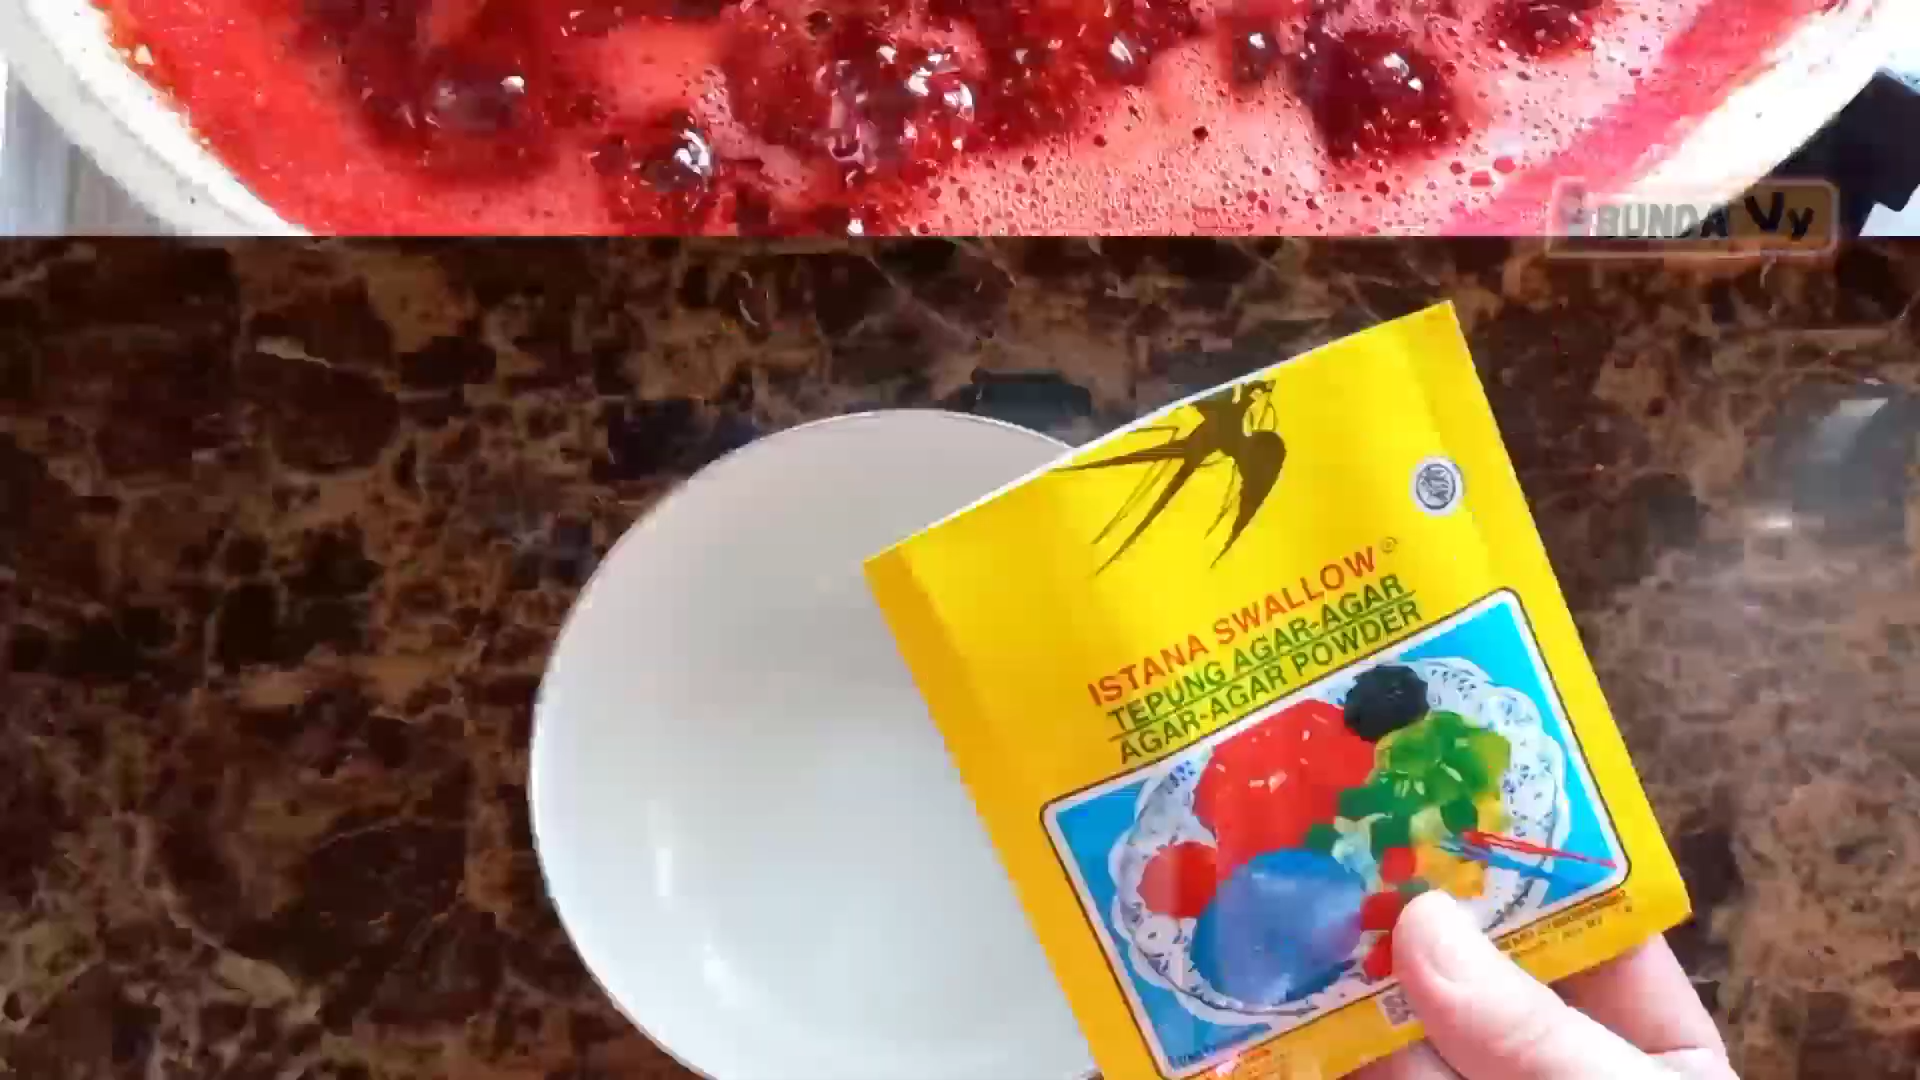 BUNDA Vy
ISTANA SWALLOW®
TEPUNG AGAR-AGAR
AGAR-AGAR POWDER